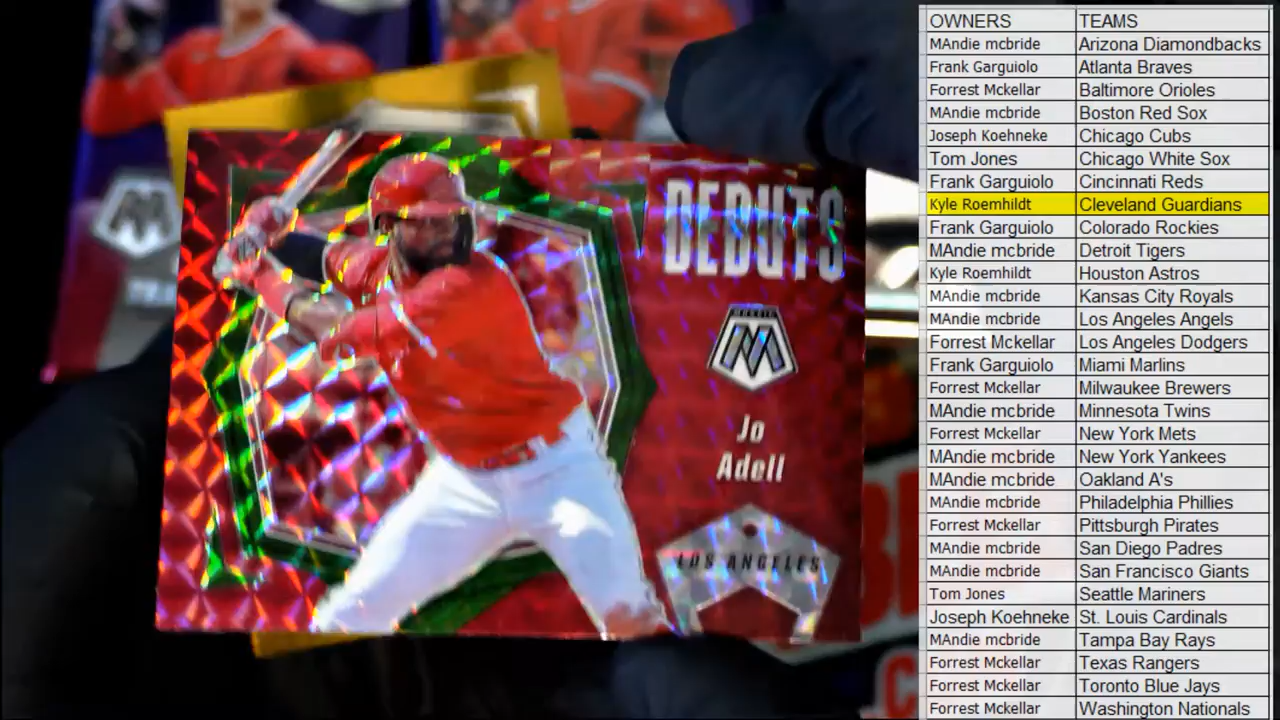 DEBUTS
MOSAIC
Jo
Adell
LOS ANGELES
OWNERS TEAMS
MAndie mcbride Arizona Diamondbacks
Frank Garguiolo Atlanta Braves
Forrest Mckellar Baltimore Orioles
MAndie mcbride Boston Red Sox
Joseph Koehneke Chicago Cubs
Tom Jones Chicago White Sox
Frank Garguiolo Cincinnati Reds
Kyle Roemhildt Cleveland Guardians
Frank Garguiolo Colorado Rockies
MAndie mcbride Detroit Tigers
Kyle Roemhildt Houston Astros
MAndie mcbride Kansas City Royals
MAndie mcbride Los Angeles Angels
Forrest Mckellar Los Angeles Dodgers
Frank Garguiolo Miami Marlins
Forrest Mckellar Milwaukee Brewers
MAndie mcbride Minnesota Twins
Forrest Mckellar New York Mets
MAndie mcbride New York Yankees
MAndie mcbride Oakland A's
MAndie mcbride Philadelphia Phillies
Forrest Mckellar Pittsburgh Pirates
MAndie mcbride San Diego Padres
MAndie mcbride San Francisco Giants
Tom Jones Seattle Mariners
Joseph Koehneke St. Louis Cardinals
MAndie mcbride Tampa Bay Rays
Forrest Mckellar Texas Rangers
Forrest Mckellar Toronto Blue Jays
Forrest Mckellar Washington Nationals